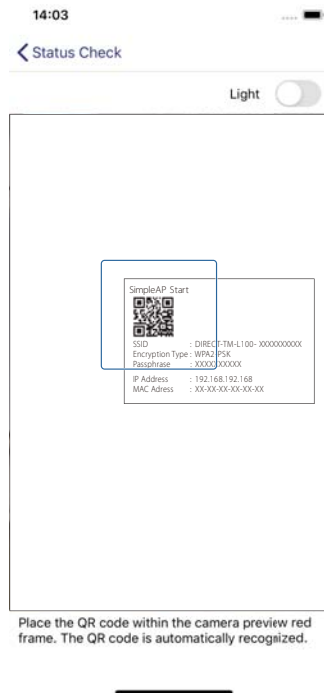 14:03
Status Check
Light
SimpleAP Start
SSID : DIRECT-TM-L100- XXXXXXXXXX
Encryption Type : WPA2-PSK
Passphrase : XXXXXXXXXX
IP Address : 192.168.192.168
MAC Adress : XX-XX-XX-XX-XX-XX
Place the QR code within the camera preview red
frame. The QR code is automatically recognized.